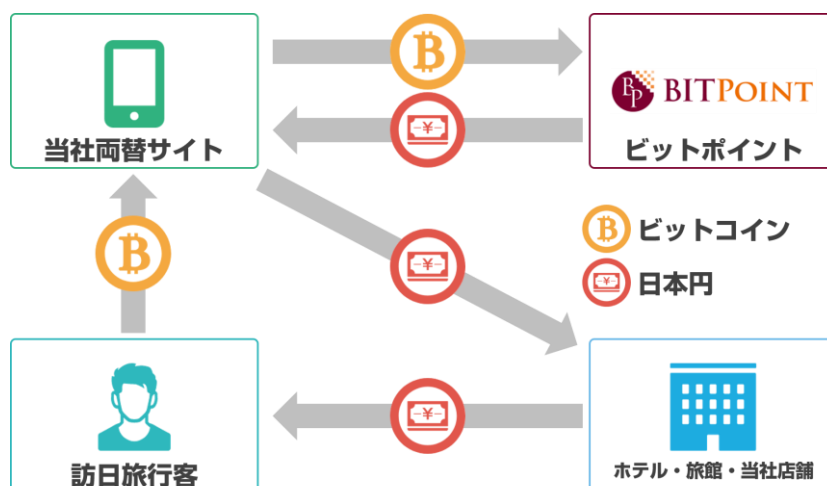 BP BITPOINT
当社両替サイト
ビットポイント
ビットコイン
日本円
訪日旅行客
ホテル・旅館・当社店舗